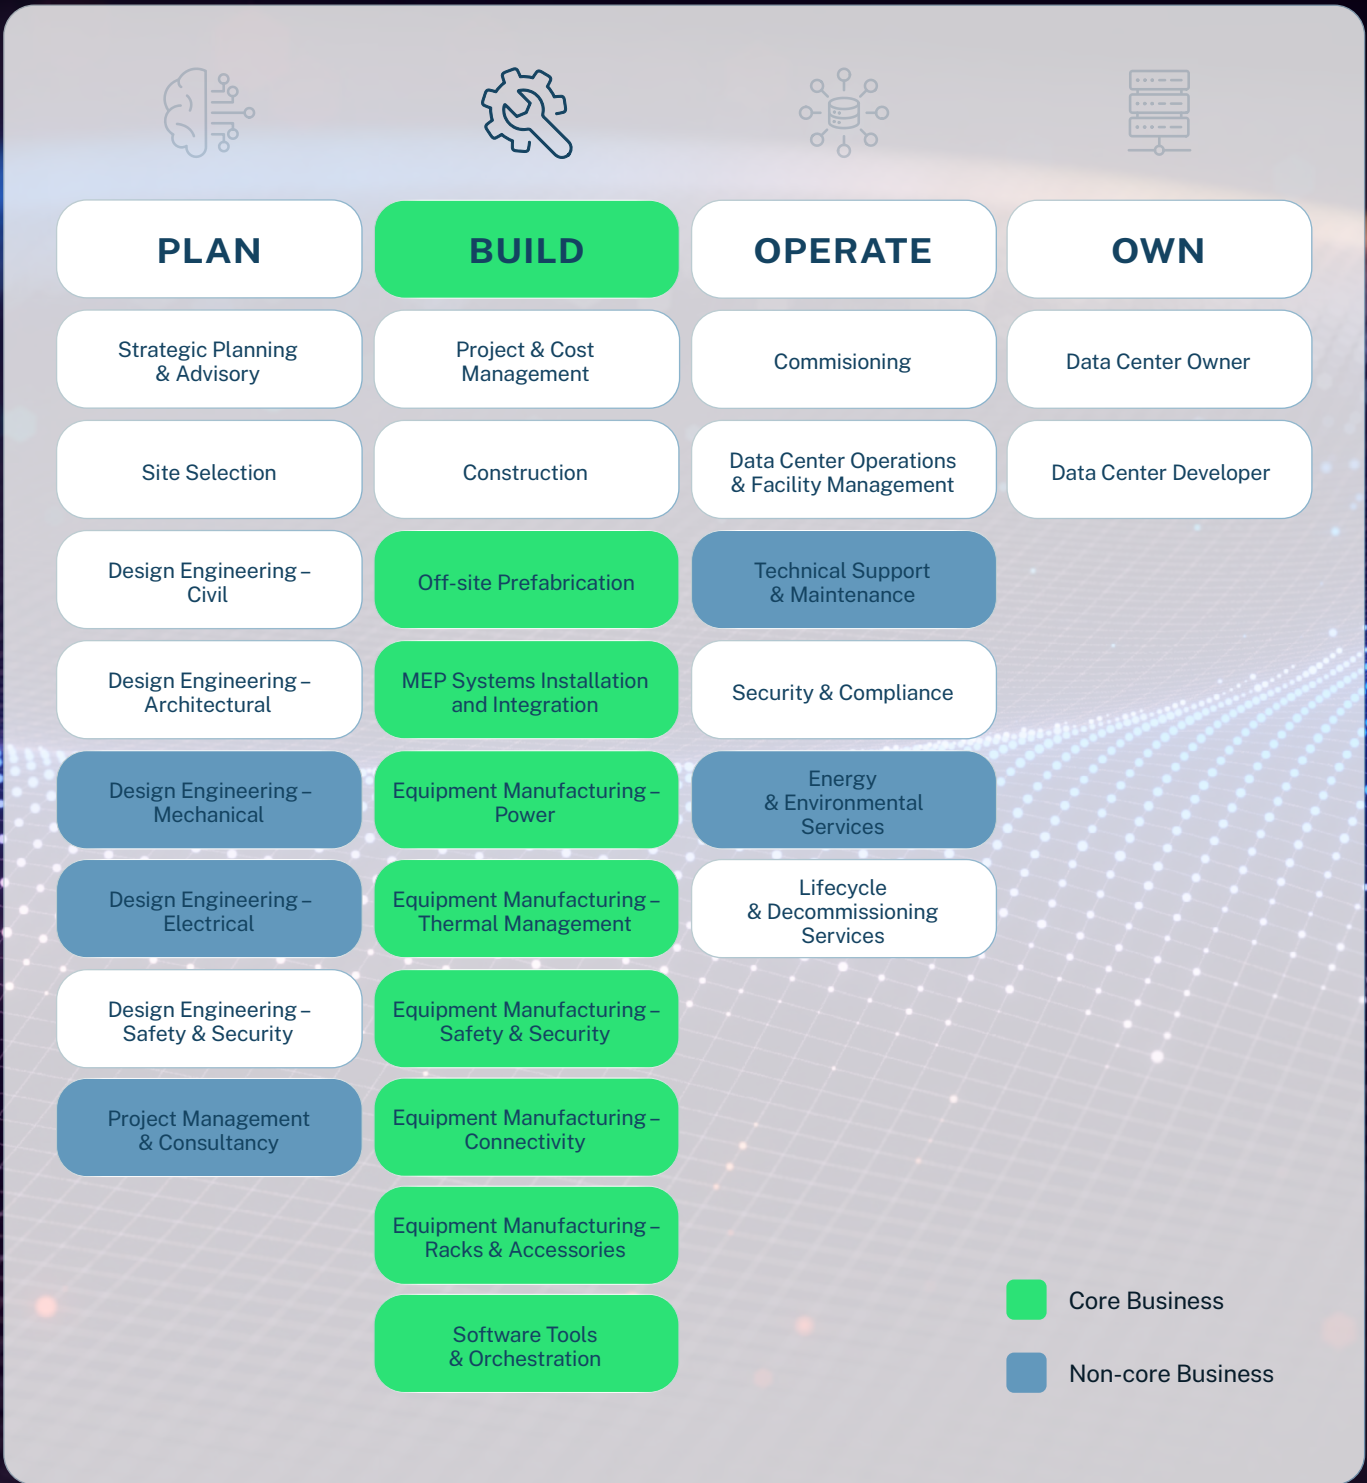 PLAN
BUILD
OPERATE
OWN
Strategic Planning
& Advisory
Project & Cost
Management
Commisioning
Data Center Owner
Site Selection
Construction
Data Center Operations
& Facility Management
Data Center Developer
Design Engineering –
Civil
Off-site Prefabrication
Technical Support
& Maintenance
Design Engineering –
Architectural
MEP Systems Installation
and Integration
Security & Compliance
Design Engineering –
Mechanical
Equipment Manufacturing –
Power
Energy
& Environmental
Services
Design Engineering –
Electrical
Equipment Manufacturing –
Thermal Management
Lifecycle
& Decommissioning
Services
Design Engineering –
Safety & Security
Equipment Manufacturing –
Safety & Security
Project Management
& Consultancy
Equipment Manufacturing –
Connectivity
Equipment Manufacturing –
Racks & Accessories
Software Tools
& Orchestration
Core Business
Non-core Business